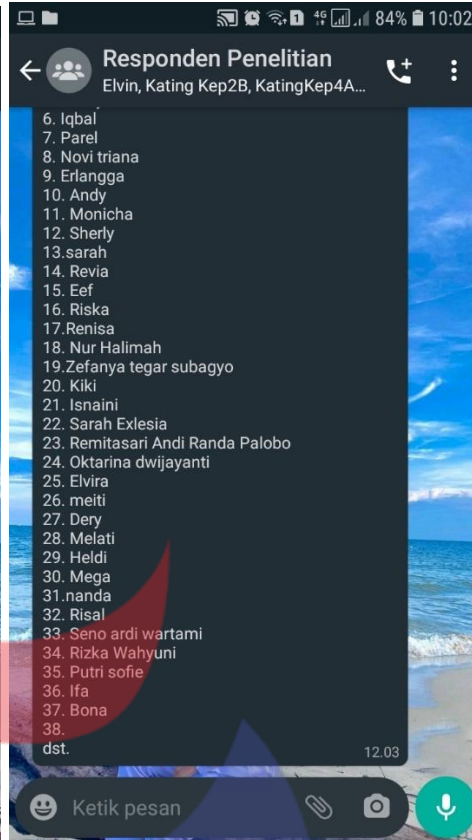 84% 10:02
Responden Penelitian
Elvin, Kating Kep2B, KatingKep4A...
6. Iqbal
7. Parel
8. Novi triana
9. Erlangga
10. Andy
11. Monicha
12. Sherly
13.sarah
14. Revia
15. Eef
16. Riska
17.Renisa
18. Nur Halimah
19.Zefanya tegar subagyo
20. Kiki
21. Isnaini
22. Sarah Exlesia
23. Remitasari Andi Randa Palobo
24. Oktarina dwijayanti
25. Elvira
26. meiti
27. Dery
28. Melati
29. Heldi
30. Mega
31.nanda
32. Risal
33. Seno ardi wartami
34. Rizka Wahyuni
35. Putri sofie
36. Ifa
37. Bona
38.
dst.
12.03
Ketik pesan